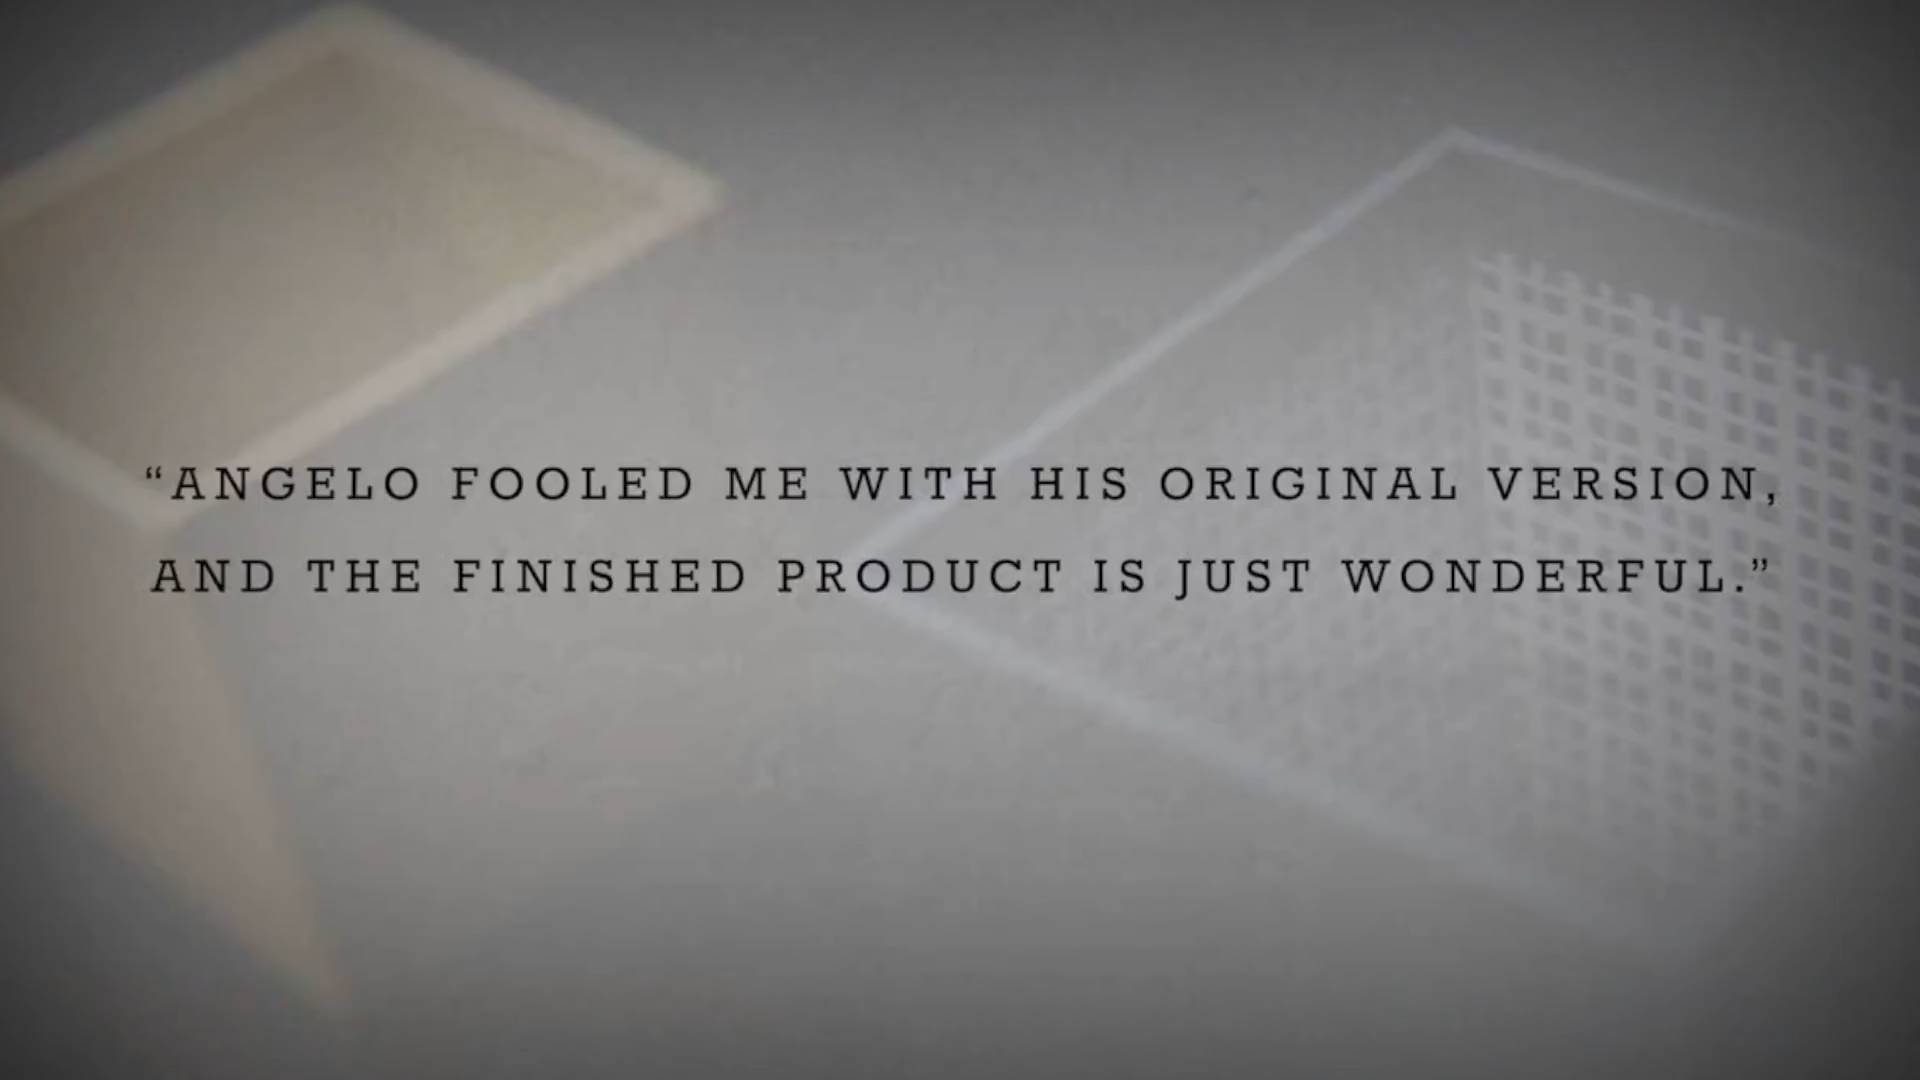 “ANGELO FOOLED ME WITH HIS ORIGINAL VERSION,
AND THE FINISHED PRODUCT IS JUST WONDERFUL.”